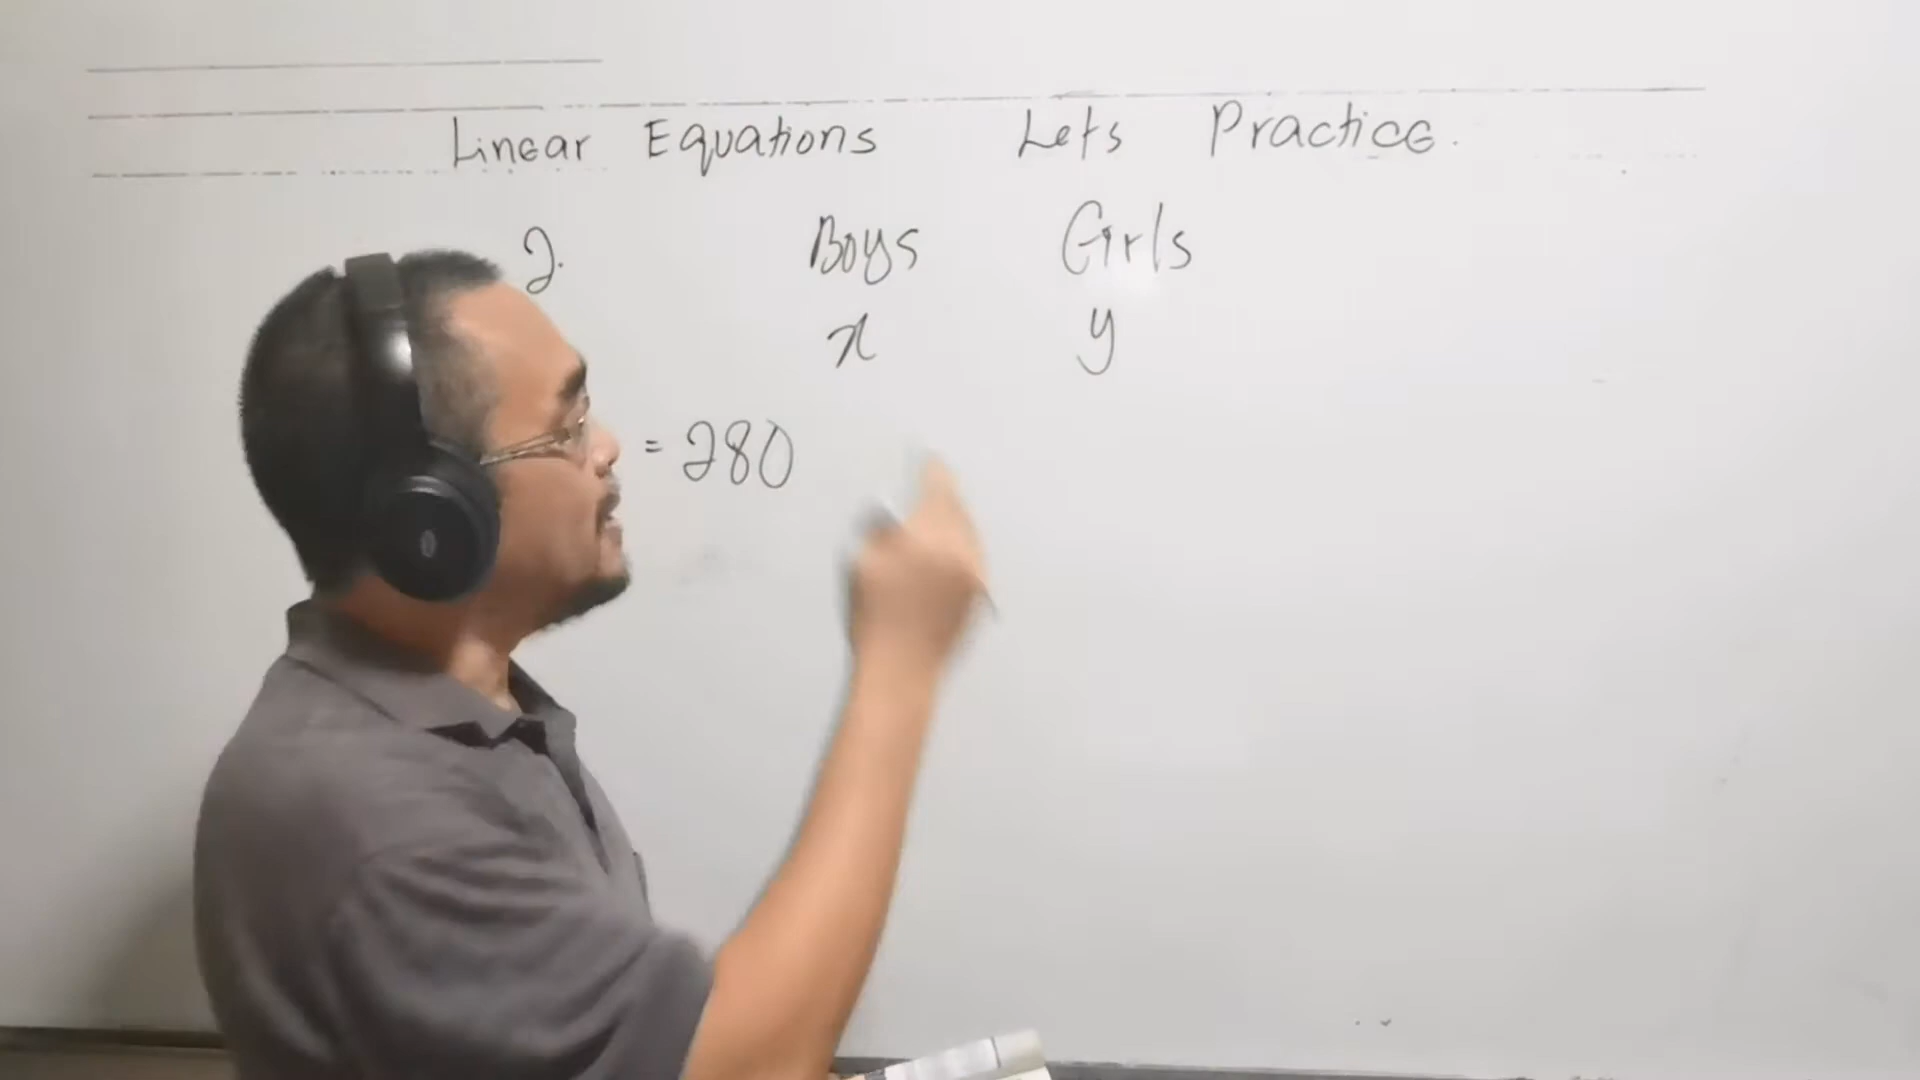 Linear Equations Lets Practice.
2. Boys Girls
x y
= 280